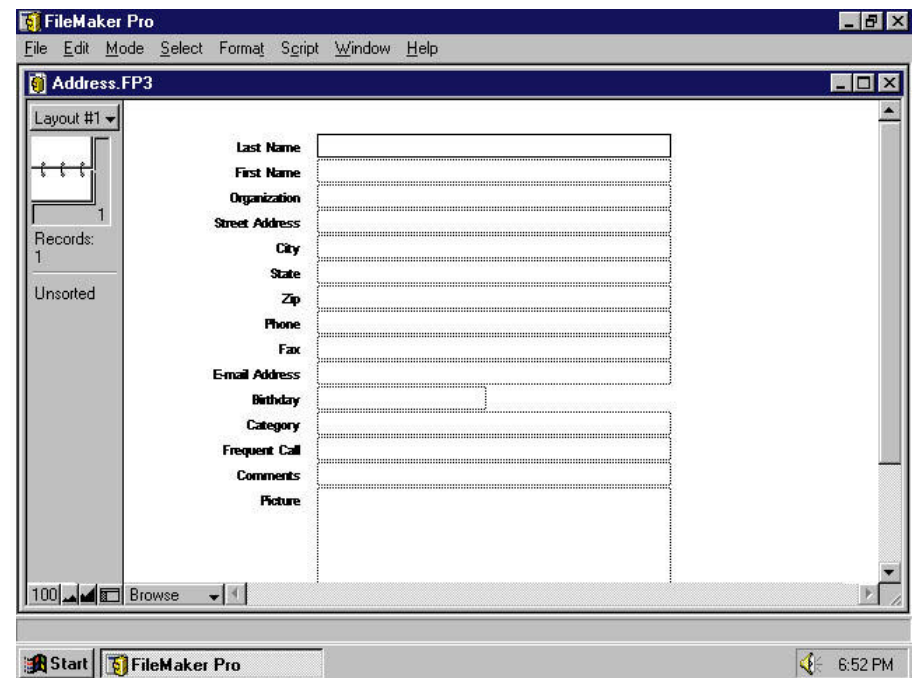 FileMaker Pro
File Edit Mode Select Format Script Window Help
Address.FP3
Layout #1
1
Records:
1
Unsorted
Last Name
First Name
Organization
Street Address
City
State
Zip
Phone
Fax
E-mail Address
Birthday
Category
Frequent Call
Comments
Picture
100 Browse
Start FileMaker Pro 6:52 PM